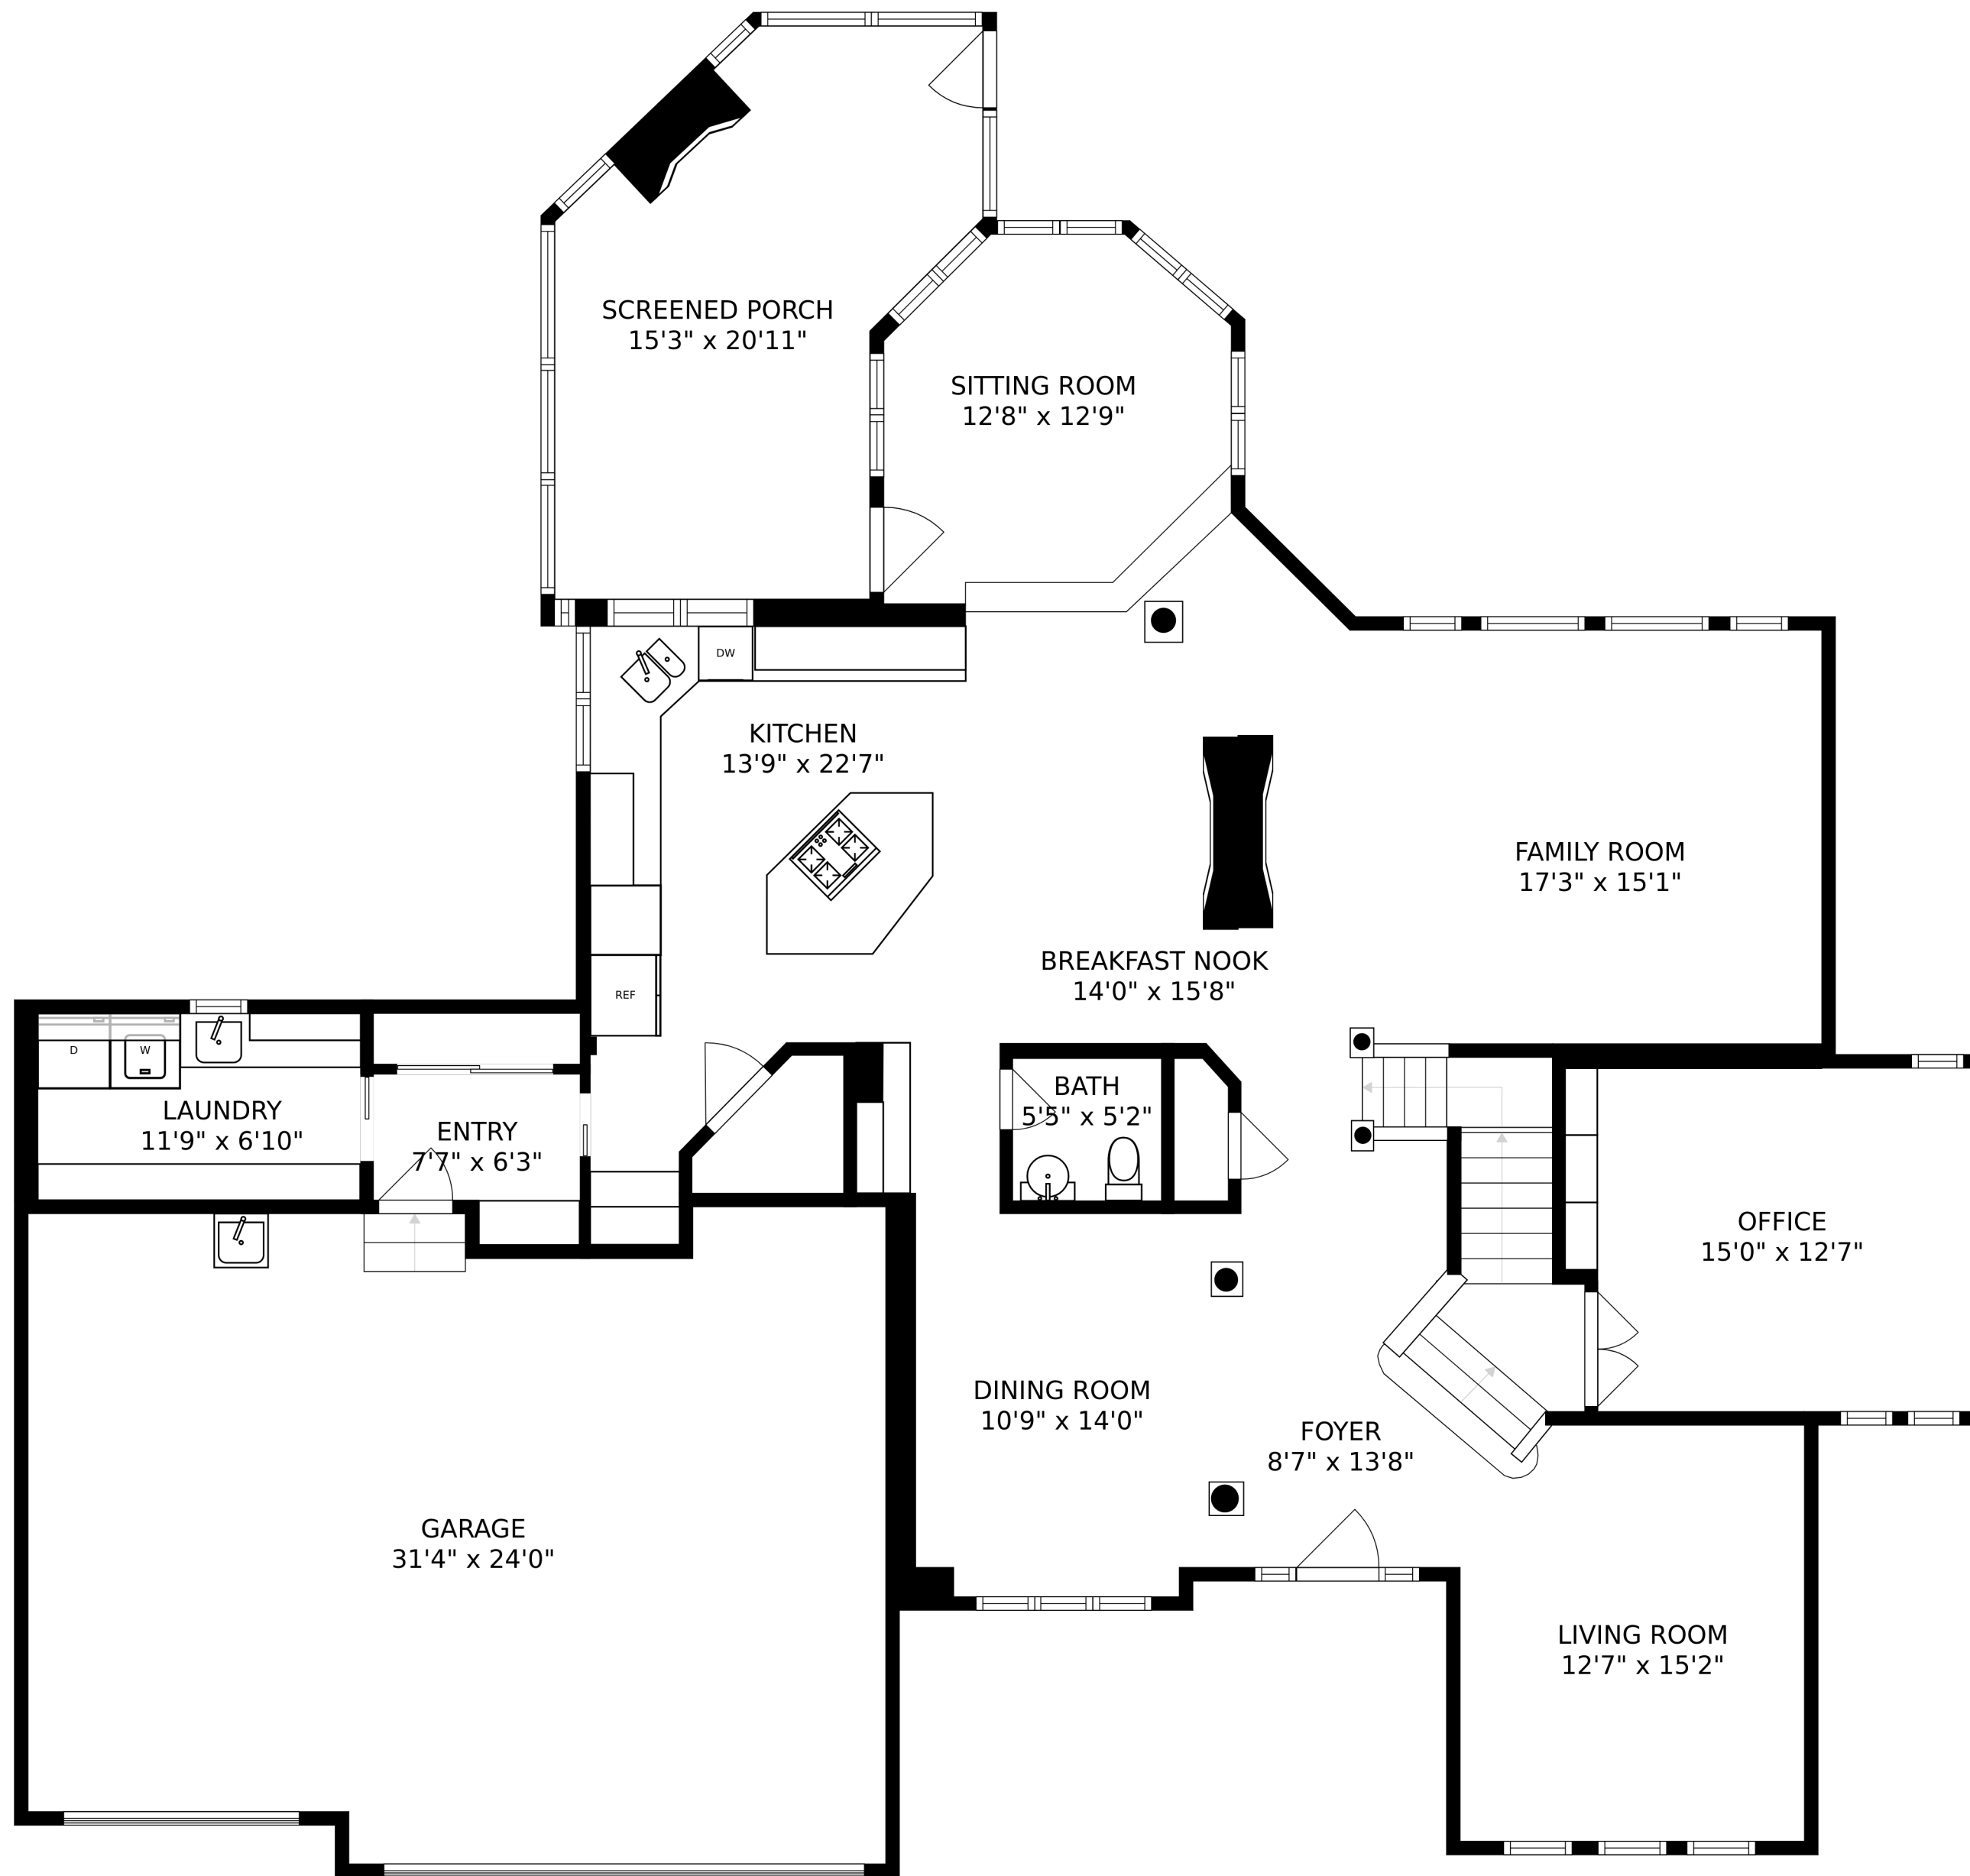 SCREENED PORCH
15'3" x 20'11"
SITTING ROOM
12'8" x 12'9"
DW
KITCHEN
13'9" x 22'7"
FAMILY ROOM
17'3" x 15'1"
BREAKFAST NOOK
14'0" x 15'8"
REF
D
W
LAUNDRY
11'9" x 6'10"
ENTRY
7'7" x 6'3"
BATH
5'5" x 5'2"
OFFICE
15'0" x 12'7"
DINING ROOM
10'9" x 14'0"
FOYER
8'7" x 13'8"
GARAGE
31'4" x 24'0"
LIVING ROOM
12'7" x 15'2"